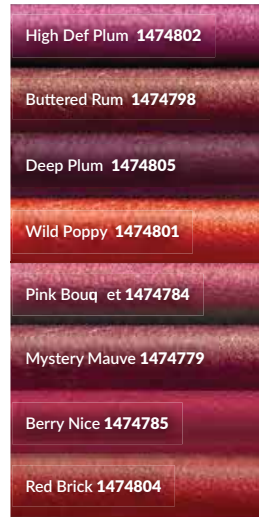 High Def Plum 1474802
Buttered Rum 1474798
Deep Plum 1474805
Wild Poppy 1474801
Pink Bouq et 1474784
Mystery Mauve 1474779
Berry Nice 1474785
Red Brick 1474804